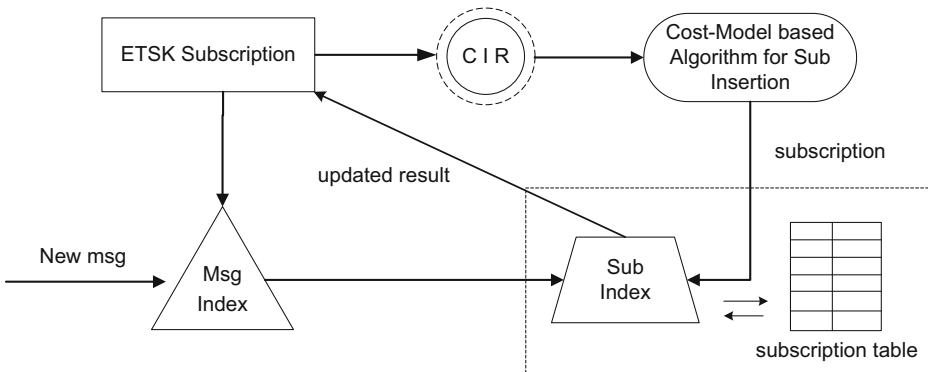 ETSK Subscription
C I R
Cost-Model based
Algorithm for Sub
Insertion
subscription
updated result
New msg
Msg
Index
Sub
Index
subscription table